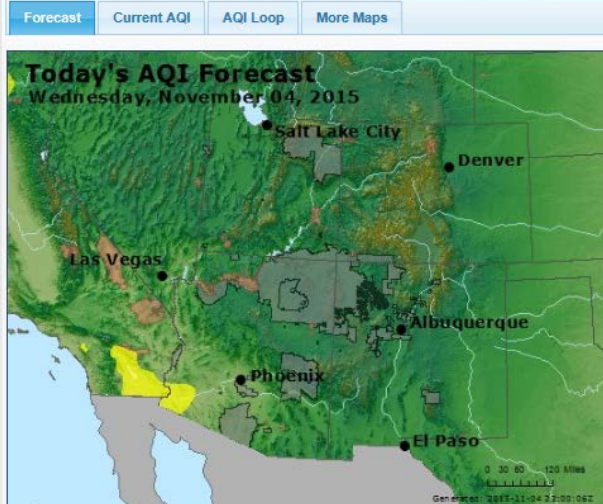 Forecast Current AQI AQI Loop More Maps
Today's AQI Forecast
Wednesday, November 04, 2015
Salt Lake City
Denver
Las Vegas
Albuquerque
Phoenix
El Paso
0 30 60 120 Miles